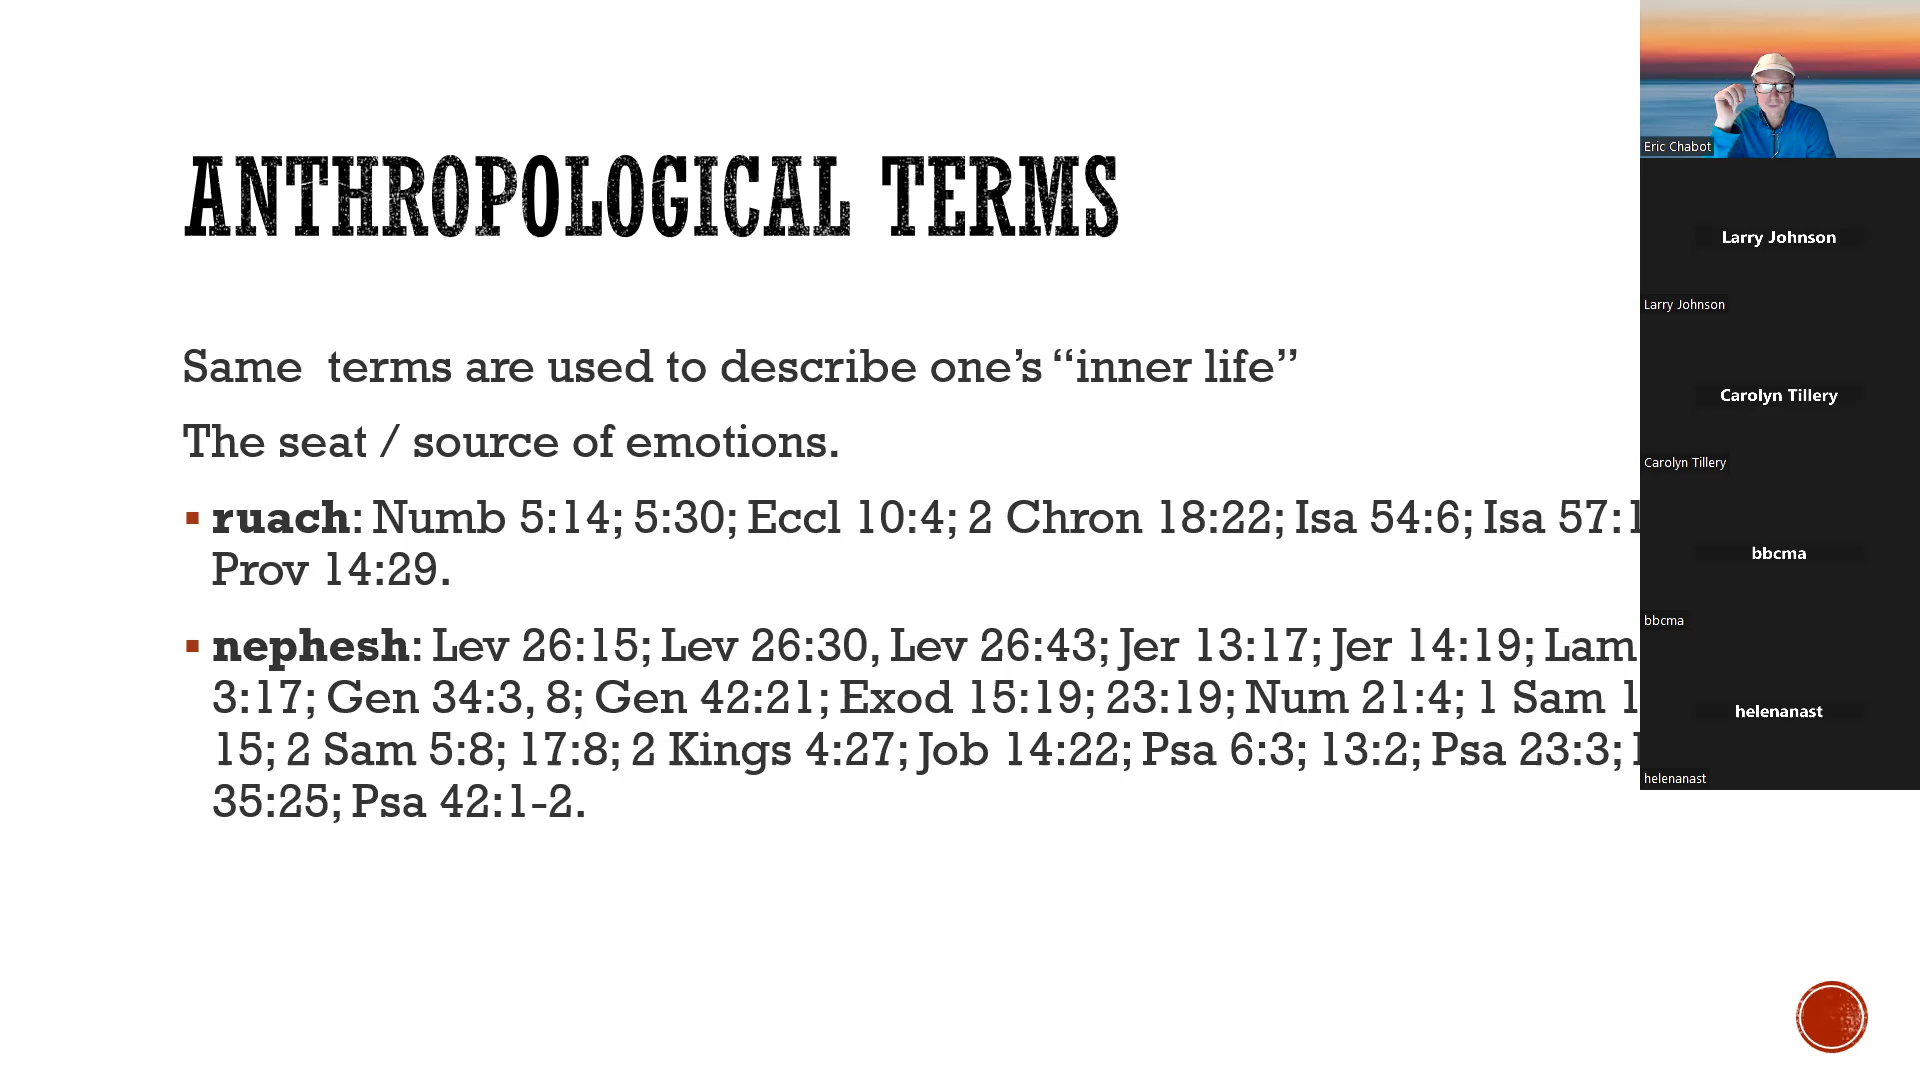 ANTHROPOLOGICAL TERMS
Same terms are used to describe one’s “inner life”
The seat / source of emotions.
▪ ruach: Numb 5:14; 5:30; Eccl 10:4; 2 Chron 18:22; Isa 54:6; Isa 57:1
Prov 14:29.
▪ nephesh: Lev 26:15; Lev 26:30, Lev 26:43; Jer 13:17; Jer 14:19; Lam
3:17; Gen 34:3, 8; Gen 42:21; Exod 15:19; 23:19; Num 21:4; 1 Sam 1
15; 2 Sam 5:8; 17:8; 2 Kings 4:27; Job 14:22; Psa 6:3; 13:2; Psa 23:3;
35:25; Psa 42:1-2.
Eric Chabot
Larry Johnson
Larry Johnson
Carolyn Tillery
Carolyn Tillery
bbcma
bbcma
helenanast
helenanast